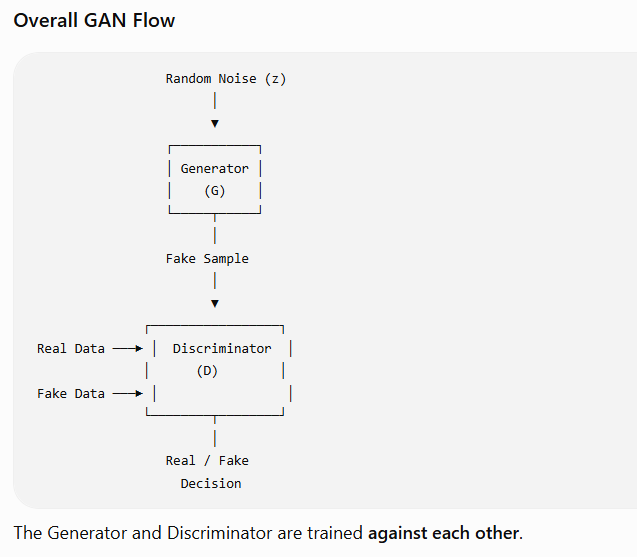 Overall GAN Flow
Random Noise (z)
Generator
(G)
Fake Sample
Real Data
Discriminator
(D)
Fake Data
Real / Fake
Decision
The Generator and Discriminator are trained against each other.